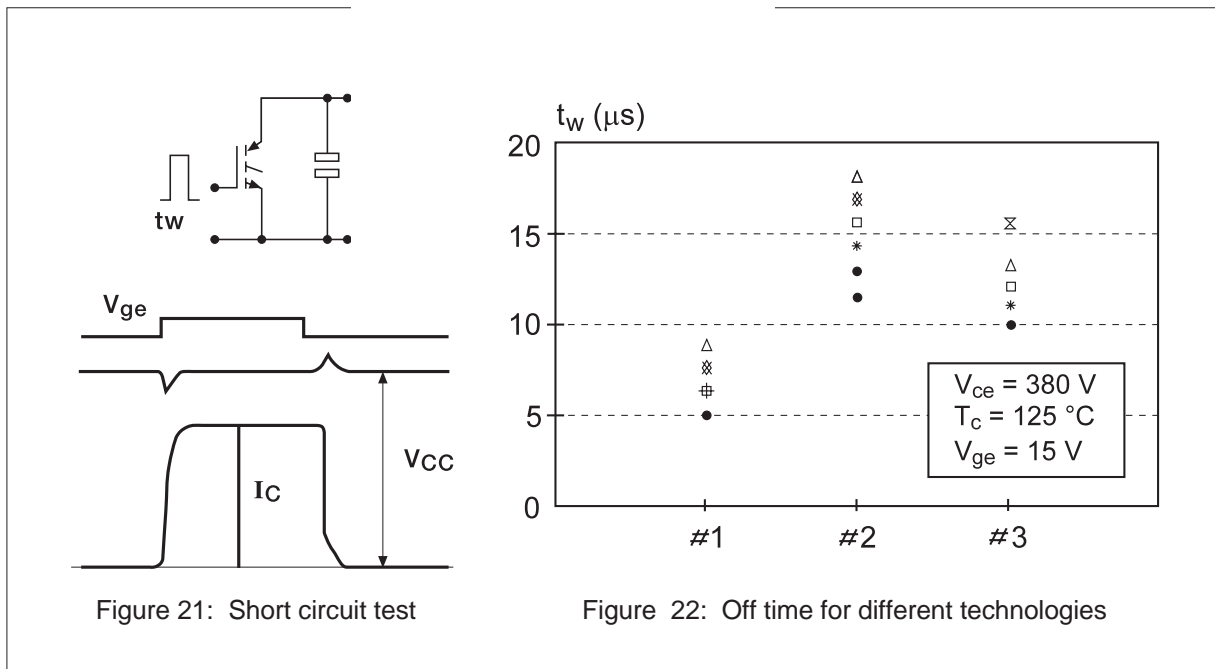 tw
Vge
IC
VCC
Figure 21: Short circuit test
tw (μs)
20
15
10
5
0
#1
#2
#3
Vce = 380 V
Tc = 125 °C
Vge = 15 V
Figure 22: Off time for different technologies